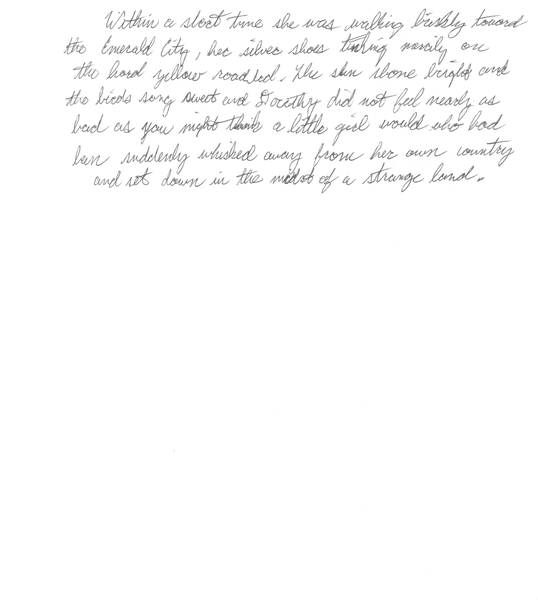 Within a short time she was walking briskly toward
the Emerald City, her silver shoes tinking merrily on
the hard yellow roadbed. The sun shone bright and
the birds song sweet and Dorothy did not feel nearly as
bad as you might think a little girl would who had
been suddenly whisked away from her own country
and set down in the midst of a strange land.